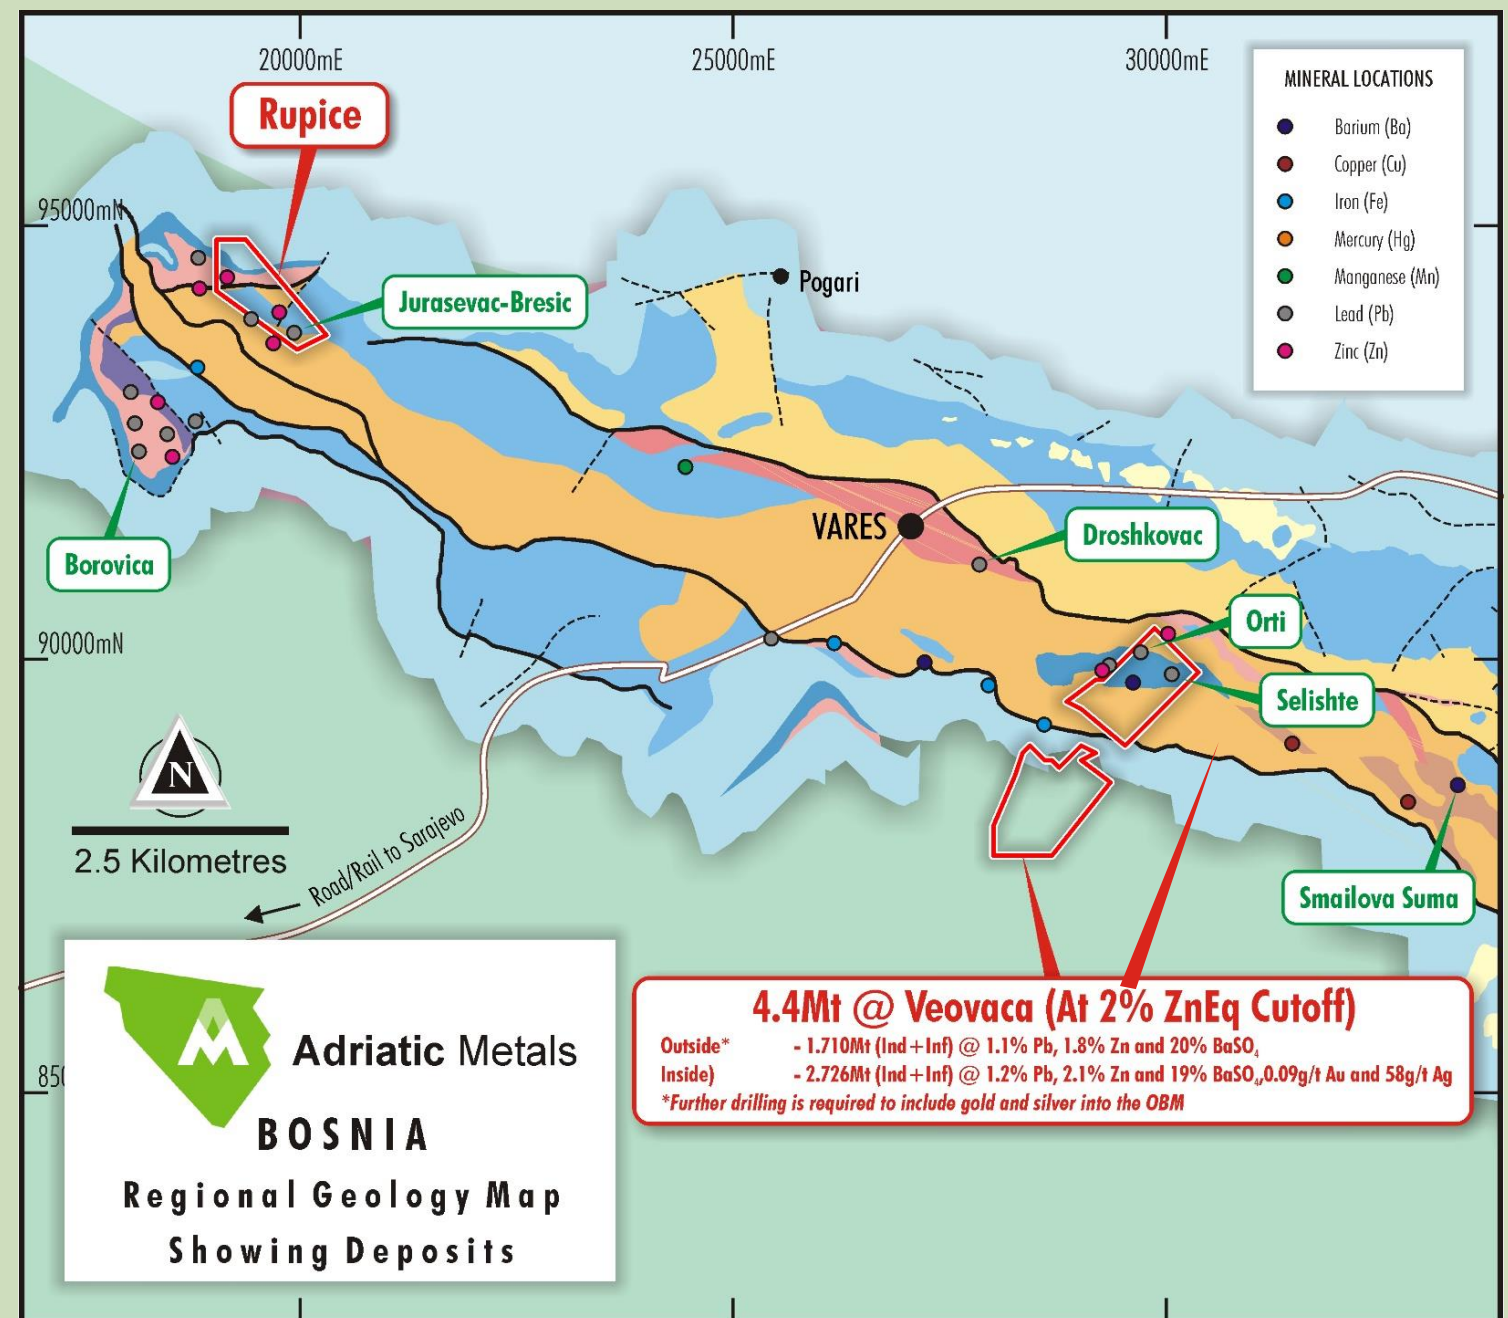 20000mE
25000mE
30000mE
MINERAL LOCATIONS
Barium (Ba)
Copper (Cu)
Iron (Fe)
Mercury (Hg)
Manganese (Mn)
Lead (Pb)
Zinc (Zn)
Rupice
95000mN
Jurasevac-Bresic
Pogari
VARES
Droshkovac
Borovica
Orti
90000mN
Selishte
N
2.5 Kilometres
Road/Rail to Sarajevo
Smailova Suma
4.4Mt @ Veovaca (At 2% ZnEq Cutoff)
Outside* - 1.710Mt (Ind+Inf) @ 1.1% Pb, 1.8% Zn and 20% BaSO₄
Inside) - 2.726Mt (Ind+Inf) @ 1.2% Pb, 2.1% Zn and 19% BaSO₄,0.09g/t Au and 58g/t Ag
*Further drilling is required to include gold and silver into the OBM
Adriatic Metals
BOSNIA
Regional Geology Map
Showing Deposits